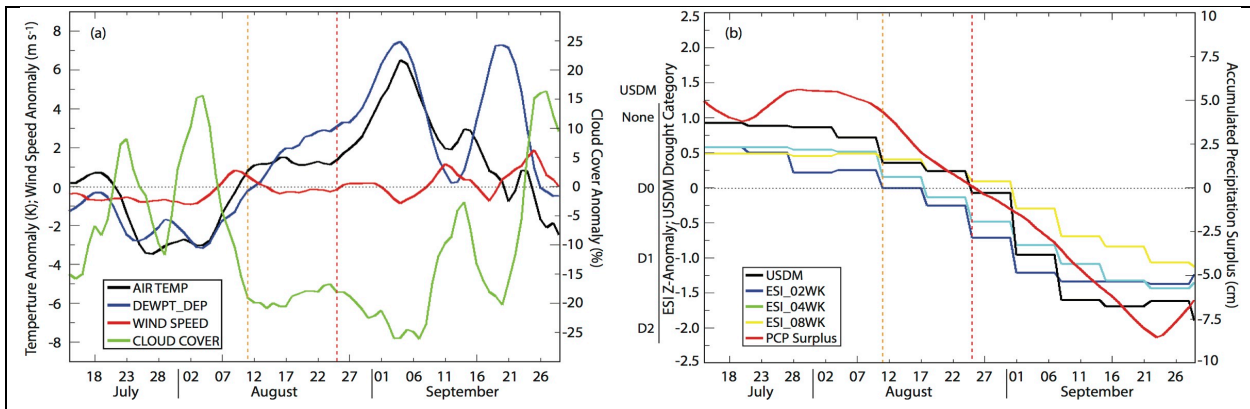 (a)
Temperture Anomaly (K); Wind Speed Anomaly (m s⁻¹)
8
6
4
2
0
-2
-4
-6
-8
25
20
15
10
5
0
-5
-10
-15
-20
-25
Cloud Cover Anomaly (%)
AIR TEMP
DEWPT_DEP
WIND SPEED
CLOUD COVER
18 23 28 02 07 12 17 22 27 01 06 11 16 21 26
July August September
(b)
USDM
None
D0
D1
D2
ESI Z-Anomaly; USDM Drought Category
2.5
2.0
1.5
1.0
0.5
0.0
-0.5
-1.0
-1.5
-2.0
-2.5
10
7.5
5.0
2.5
0
-2.5
-5.0
-7.5
-10
Accumulated Precipitation Surplus (cm)
USDM
ESI_02WK
ESI_04WK
ESI_08WK
PCP Surplus
18 23 28 02 07 12 17 22 27 01 06 11 16 21 26
July August September